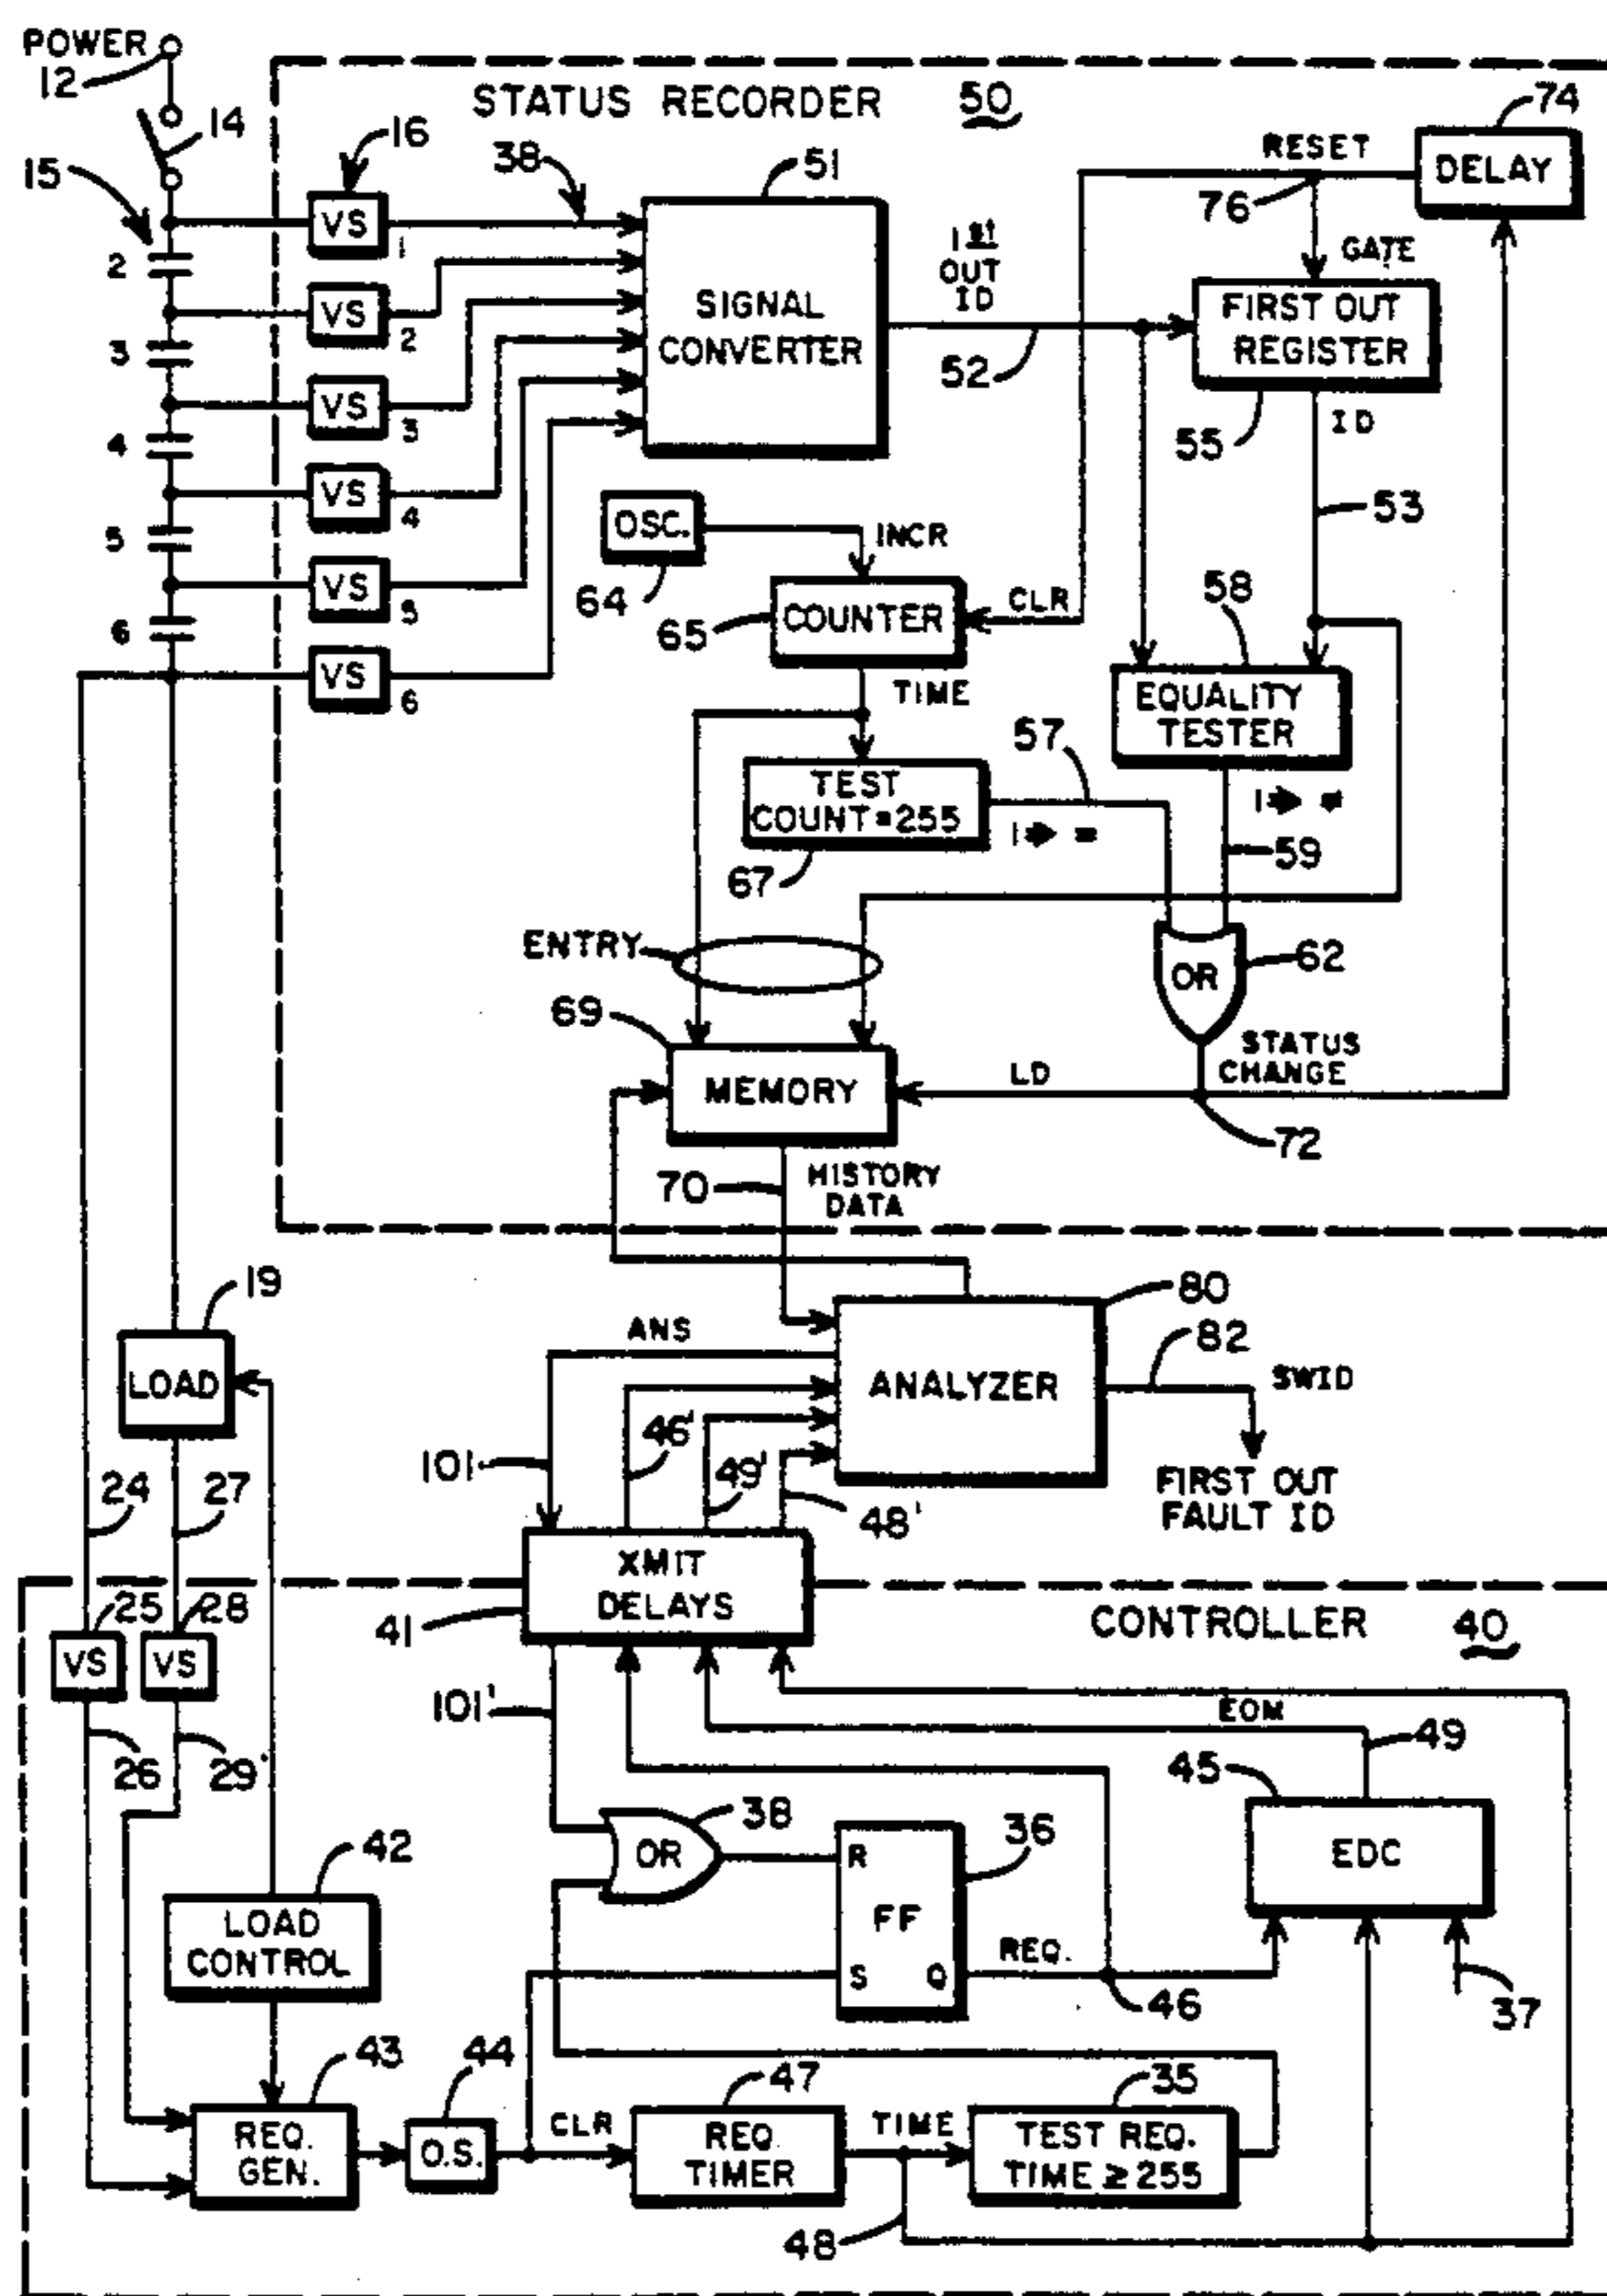 POWER
12
14
15
STATUS RECORDER 50
16
38
51
74
DELAY
RESET
76
GATE
VS 1
VS 2
VS 3
VS 4
VS 5
VS 6
2
3
4
5
6
SIGNAL
CONVERTER
1st
OUT
ID
52
FIRST OUT
REGISTER
55
ID
53
OSC.
64
INCR
65
COUNTER
CLR
58
EQUALITY
TESTER
TIME
57
TEST
COUNT = 255
67
1 ➔ =
1 ➔ ≠
59
ENTRY
OR
62
69
MEMORY
LD
STATUS
CHANGE
72
70
HISTORY
DATA
19
LOAD
80
ANALYZER
82
SWID
FIRST OUT
FAULT ID
ANS
101
46'
49'
48'
24
27
XMIT
DELAYS
41
CONTROLLER 40
25
28
VS
VS
26
29'
101'
EOM
49
45
EDC
37
38
OR
36
R
FF
S
Q
REQ.
46
42
LOAD
CONTROL
43
REQ.
GEN.
44
O.S.
CLR
47
REQ
TIMER
TIME
35
TEST REQ.
TIME ≥ 255
48